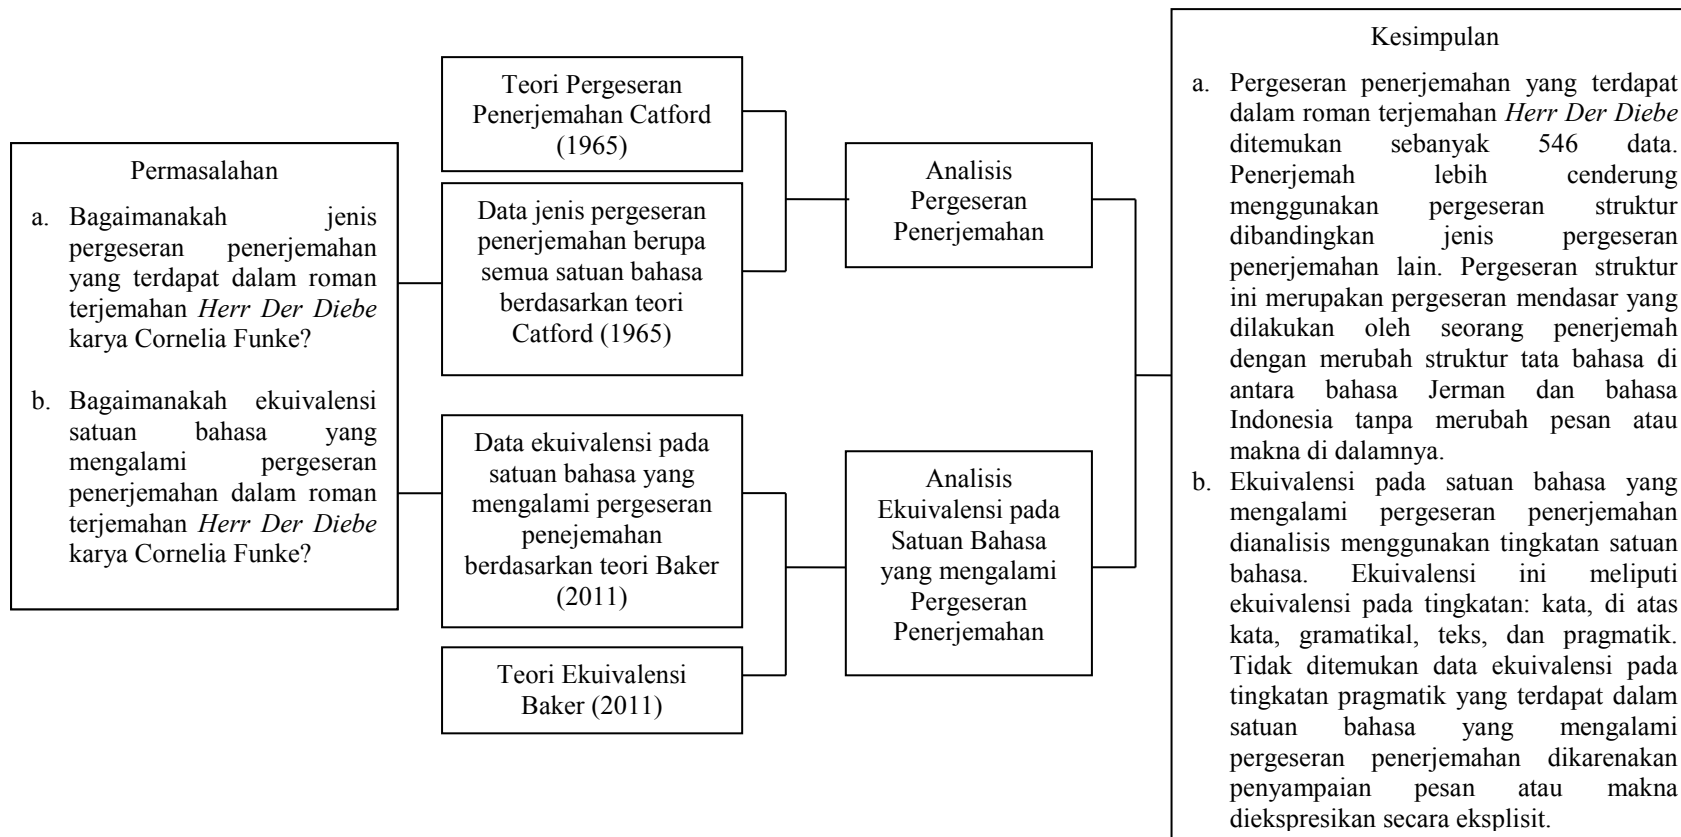 Permasalahan
a. Bagaimanakah jenis
pergeseran penerjemahan
yang terdapat dalam roman
terjemahan Herr Der Diebe
karya Cornelia Funke?
b. Bagaimanakah ekuivalensi
satuan bahasa yang
mengalami pergeseran
penerjemahan dalam roman
terjemahan Herr Der Diebe
karya Cornelia Funke?
Teori Pergeseran
Penerjemahan Catford
(1965)
Data jenis pergeseran
penerjemahan berupa
semua satuan bahasa
berdasarkan teori
Catford (1965)
Data ekuivalensi pada
satuan bahasa yang
mengalami pergeseran
penejemahan
berdasarkan teori Baker
(2011)
Teori Ekuivalensi
Baker (2011)
Analisis
Pergeseran
Penerjemahan
Analisis
Ekuivalensi pada
Satuan Bahasa
yang mengalami
Pergeseran
Penerjemahan
Kesimpulan
a. Pergeseran penerjemahan yang terdapat
dalam roman terjemahan Herr Der Diebe
ditemukan sebanyak 546 data.
Penerjemah lebih cenderung
menggunakan pergeseran struktur
dibandingkan jenis pergeseran
penerjemahan lain. Pergeseran struktur
ini merupakan pergeseran mendasar yang
dilakukan oleh seorang penerjemah
dengan merubah struktur tata bahasa di
antara bahasa Jerman dan bahasa
Indonesia tanpa merubah pesan atau
makna di dalamnya.
b. Ekuivalensi pada satuan bahasa yang
mengalami pergeseran penerjemahan
dianalisis menggunakan tingkatan satuan
bahasa. Ekuivalensi ini meliputi
ekuivalensi pada tingkatan: kata, di atas
kata, gramatikal, teks, dan pragmatik.
Tidak ditemukan data ekuivalensi pada
tingkatan pragmatik yang terdapat dalam
satuan bahasa yang mengalami
pergeseran penerjemahan dikarenakan
penyampaian pesan atau makna
diekspresikan secara eksplisit.